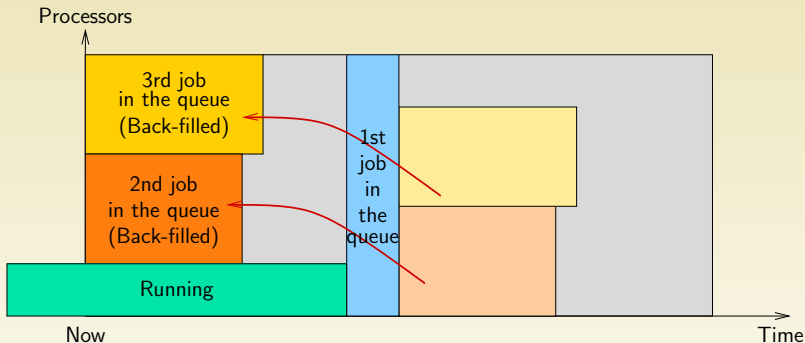 Processors
3rd job
in the queue
(Back-filled)
2nd job
in the queue
(Back-filled)
1st
job
in
the
queue
Running
Now
Time